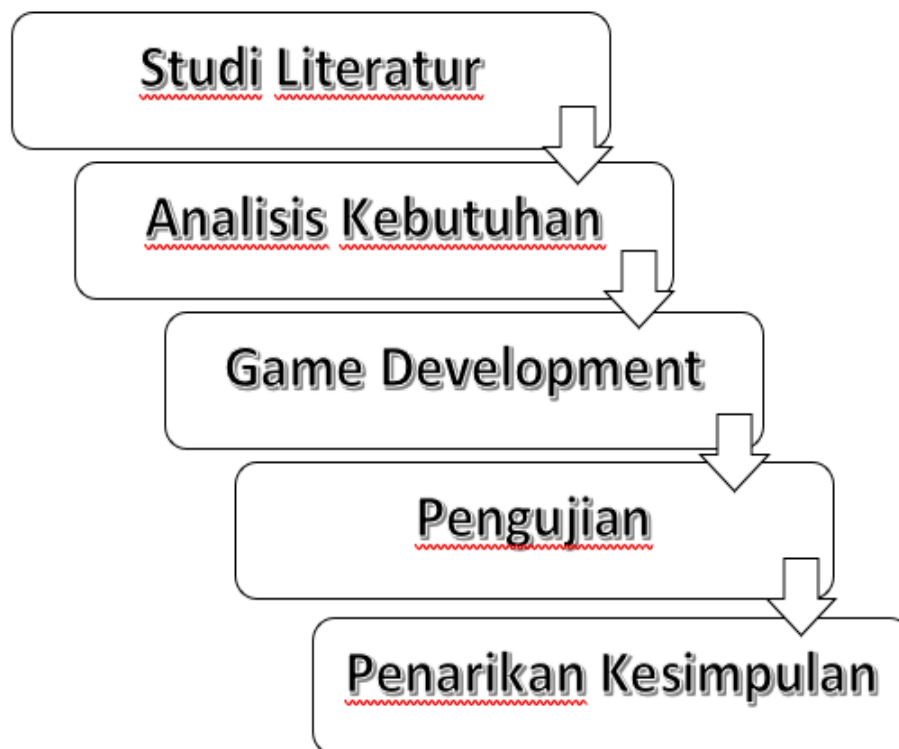 Studi Literatur
Analisis Kebutuhan
Game Development
Pengujian
Penarikan Kesimpulan